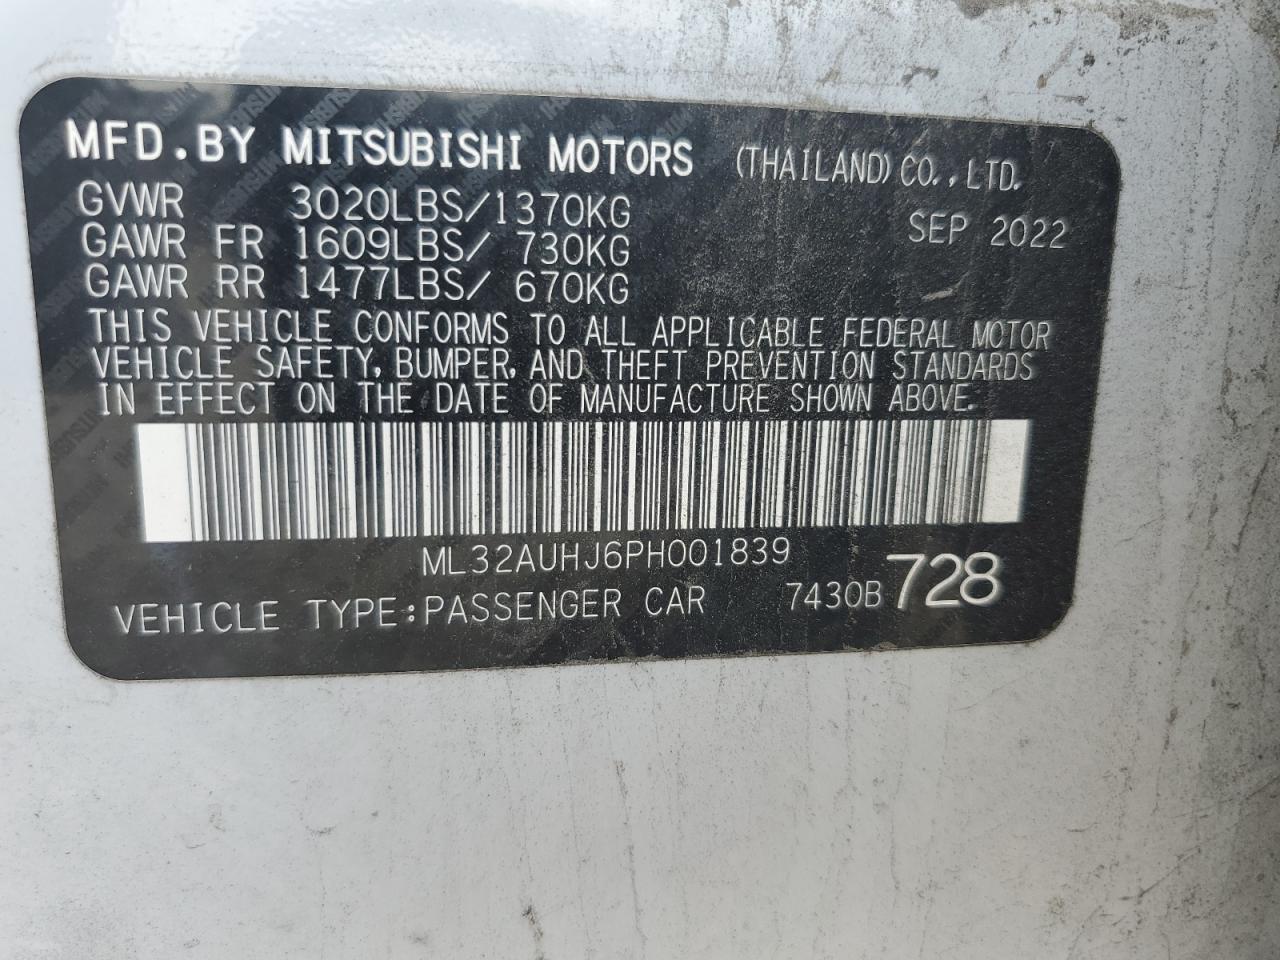 MFD.BY MITSUBISHI MOTORS (THAILAND) CO.,LTD.
GVWR 3020LBS/1370KG SEP 2022
GAWR FR 1609LBS/ 730KG
GAWR RR 1477LBS/ 670KG
THIS VEHICLE CONFORMS TO ALL APPLICABLE FEDERAL MOTOR
VEHICLE SAFETY, BUMPER, AND THEFT PREVENTION STANDARDS
IN EFFECT ON THE DATE OF MANUFACTURE SHOWN ABOVE.
ML32AUHJ6PH001839
VEHICLE TYPE:PASSENGER CAR 7430B 728